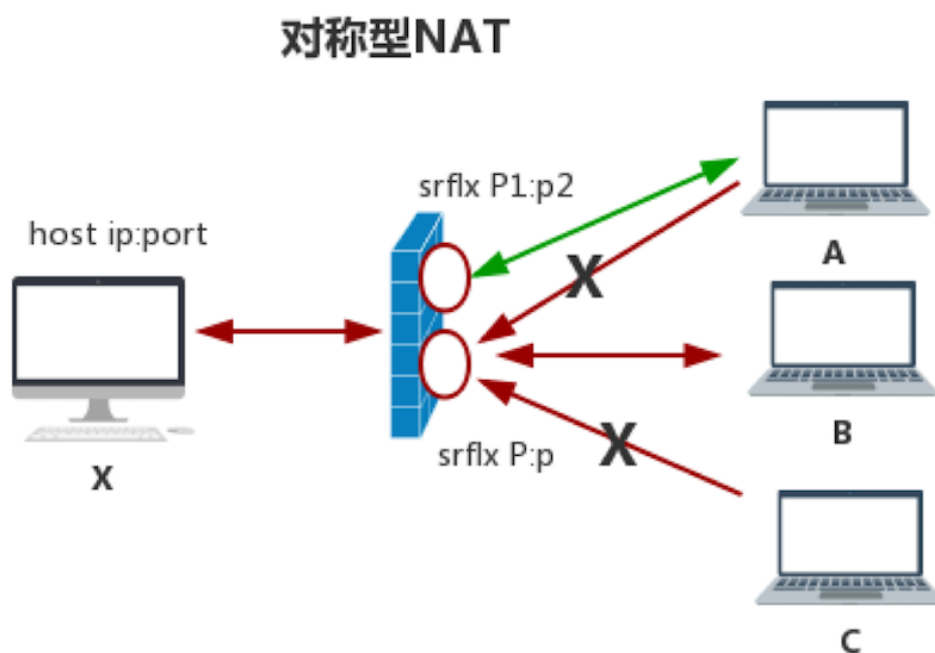 对称型NAT
srflx P1:p2
host ip:port
A
X
B
srflx P:p
X
X
C